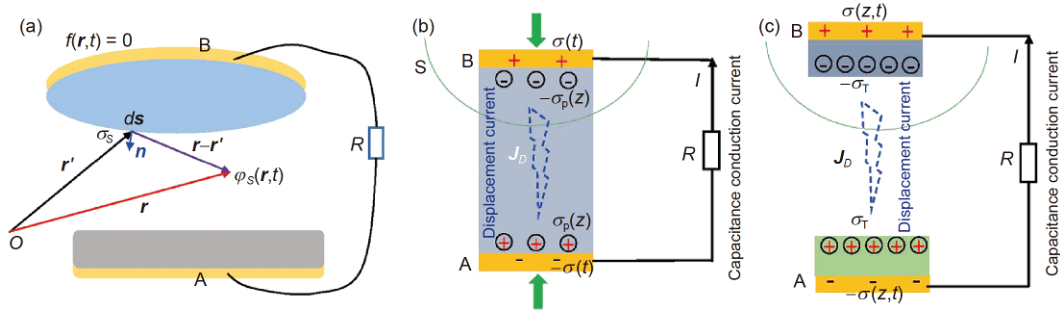 (a)
f(r,t) = 0
B
ds
σS
n
r–r'
r'
φS(r,t)
r
O
A
R
(b)
σ(t)
B
+ +
S
- - -
-σp(z)
I
Displacement current
JD
R
Capacitance conduction current
σp(z)
+ + +
A
- -
-σ(t)
(c)
σ(z,t)
B
+ + +
- - - - -
-σT
I
JD
Displacement current
R
Capacitance conduction current
σT
+ + + + +
A
- - -
-σ(z,t)